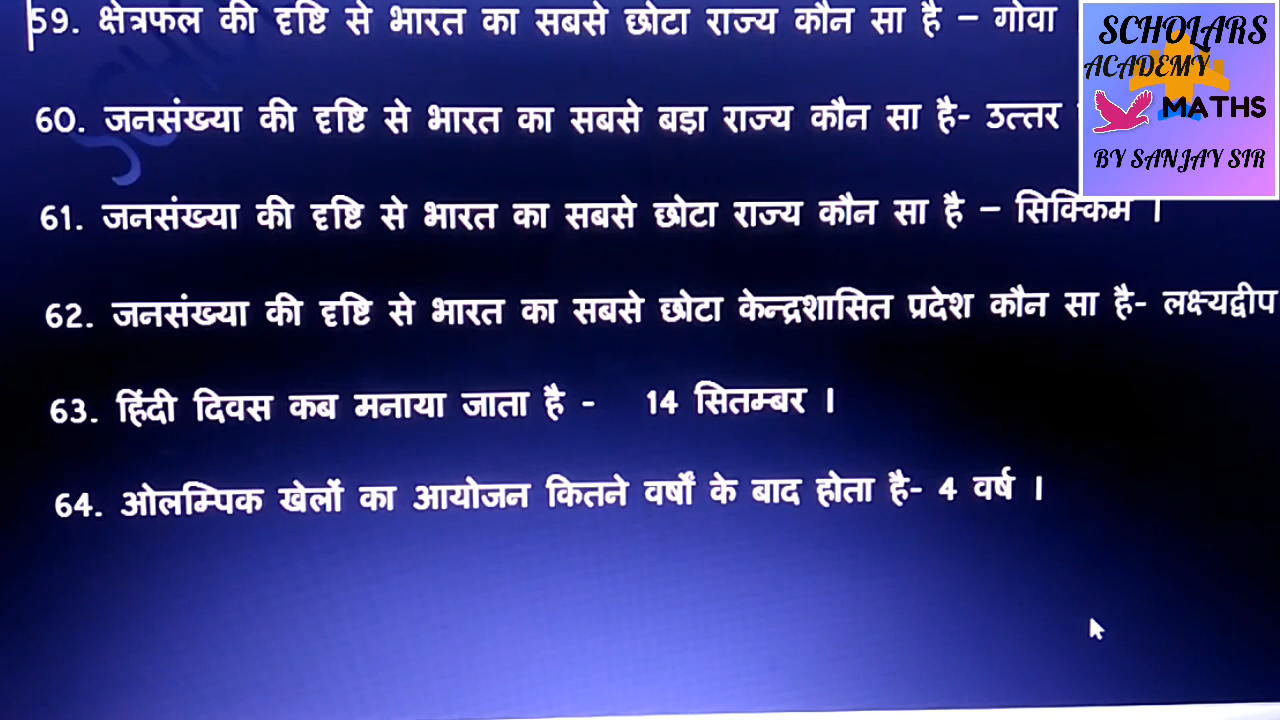 59. क्षेत्रफल की दृष्टि से भारत का सबसे छोटा राज्य कौन सा है – गोवा
SCHOLARS
ACADEMY
MATHS
BY SANJAY SIR
60. जनसंख्या की दृष्टि से भारत का सबसे बड़ा राज्य कौन सा है- उत्तर
61. जनसंख्या की दृष्टि से भारत का सबसे छोटा राज्य कौन सा है – सिक्किम ।
62. जनसंख्या की दृष्टि से भारत का सबसे छोटा केन्द्रशासित प्रदेश कौन सा है- लक्ष्यद्वीप
63. हिंदी दिवस कब मनाया जाता है - 14 सितम्बर ।
64. ओलम्पिक खेलों का आयोजन कितने वर्षों के बाद होता है- 4 वर्ष ।